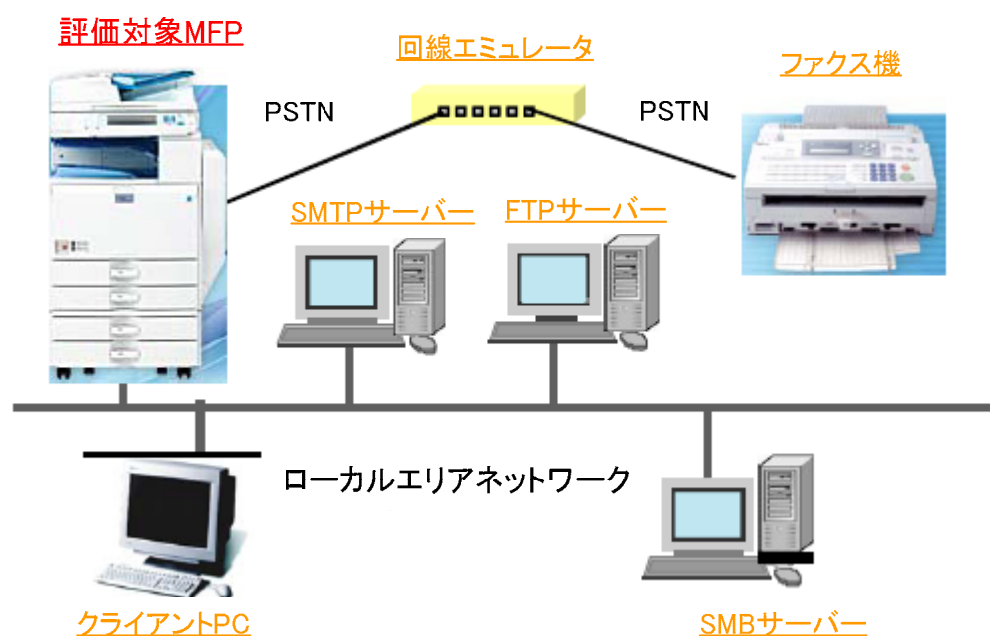 評価対象MFP
回線エミュレータ
ファクス機
PSTN
PSTN
SMTPサーバー
FTPサーバー
ローカルエリアネットワーク
クライアントPC
SMBサーバー